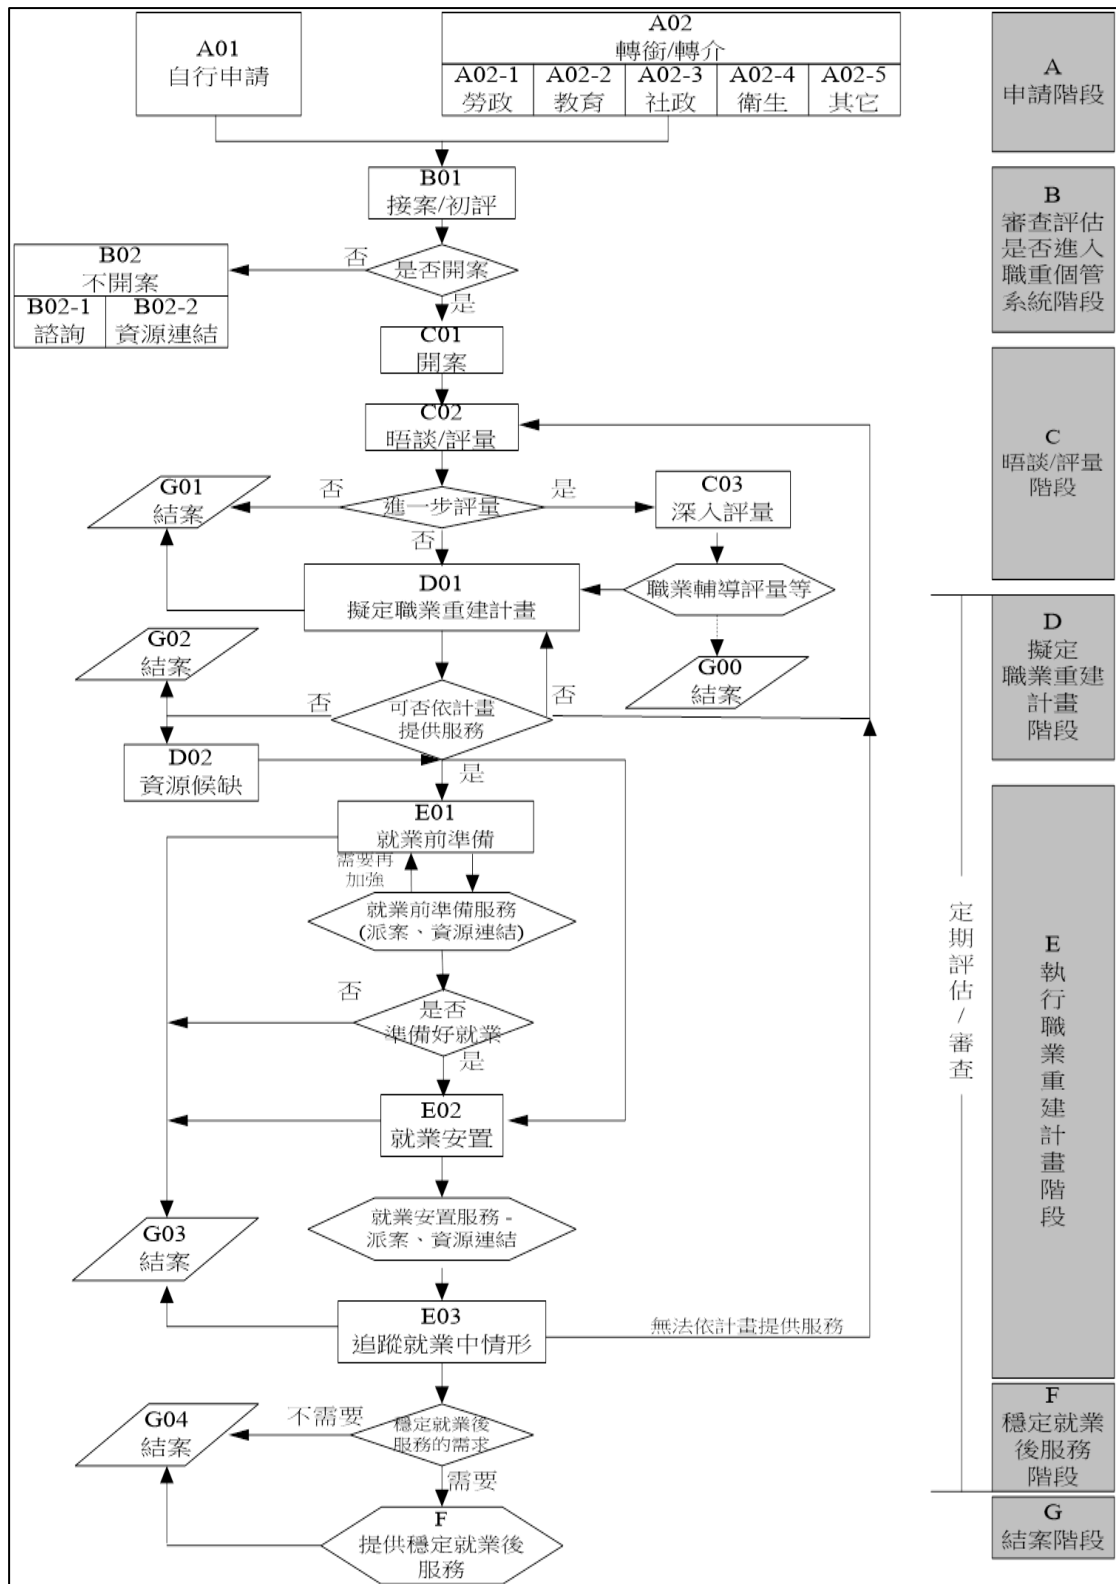 A01
自行申請
A02
轉銜/轉介
A02-1
勞政
A02-2
教育
A02-3
社政
A02-4
衛生
A02-5
其它
A
申請階段
B01
接案/初評
B
審查評估
是否進入
職重個管
系統階段
是否開案
否
是
B02
不開案
B02-1
諮詢
B02-2
資源連結
C01
開案
C02
晤談/評量
C
晤談/評量
階段
進一步評量
否
是
否
G01
結案
C03
深入評量
職業輔導評量等
G00
結案
D01
擬定職業重建計畫
D
擬定
職業重建
計畫
階段
G02
結案
可否依計畫
提供服務
否
否
是
D02
資源候缺
E01
就業前準備
需要再
加強
就業前準備服務
(派案、資源連結)
是否
準備好就業
否
是
E02
就業安置
就業安置服務 -
派案、資源連結
G03
結案
E03
追蹤就業中情形
無法依計畫提供服務
定
期
評
估
/
審
查
E
執
行
職
業
重
建
計
畫
階
段
穩定就業後
服務的需求
不需要
需要
G04
結案
F
提供穩定就業後
服務
F
穩定就業
後服務
階段
G
結案階段